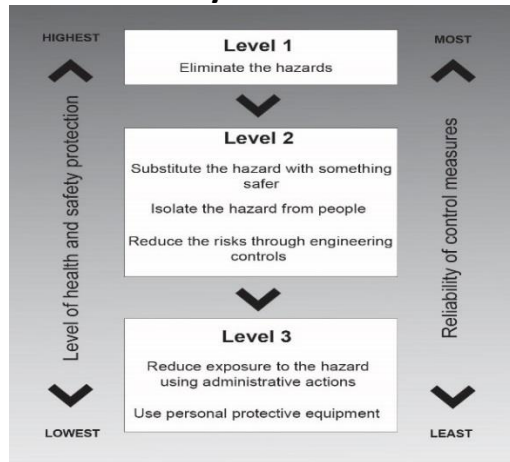 HIGHEST
MOST
Level 1
Eliminate the hazards
Level of health and safety protection
Reliability of control measures
Level 2
Substitute the hazard with something
safer
Isolate the hazard from people
Reduce the risks through engineering
controls
Level 3
Reduce exposure to the hazard
using administrative actions
Use personal protective equipment
LOWEST
LEAST